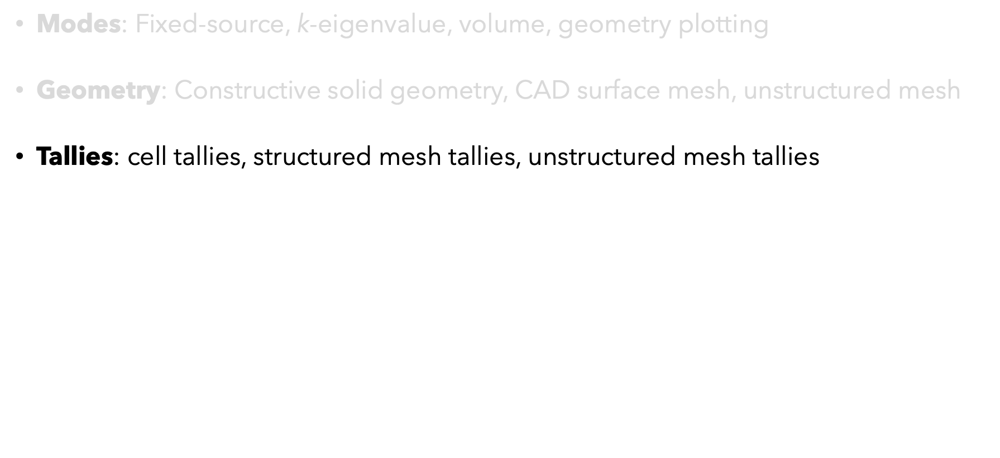 • Modes: Fixed-source, k-eigenvalue, volume, geometry plotting
• Geometry: Constructive solid geometry, CAD surface mesh, unstructured mesh
• Tallies: cell tallies, structured mesh tallies, unstructured mesh tallies